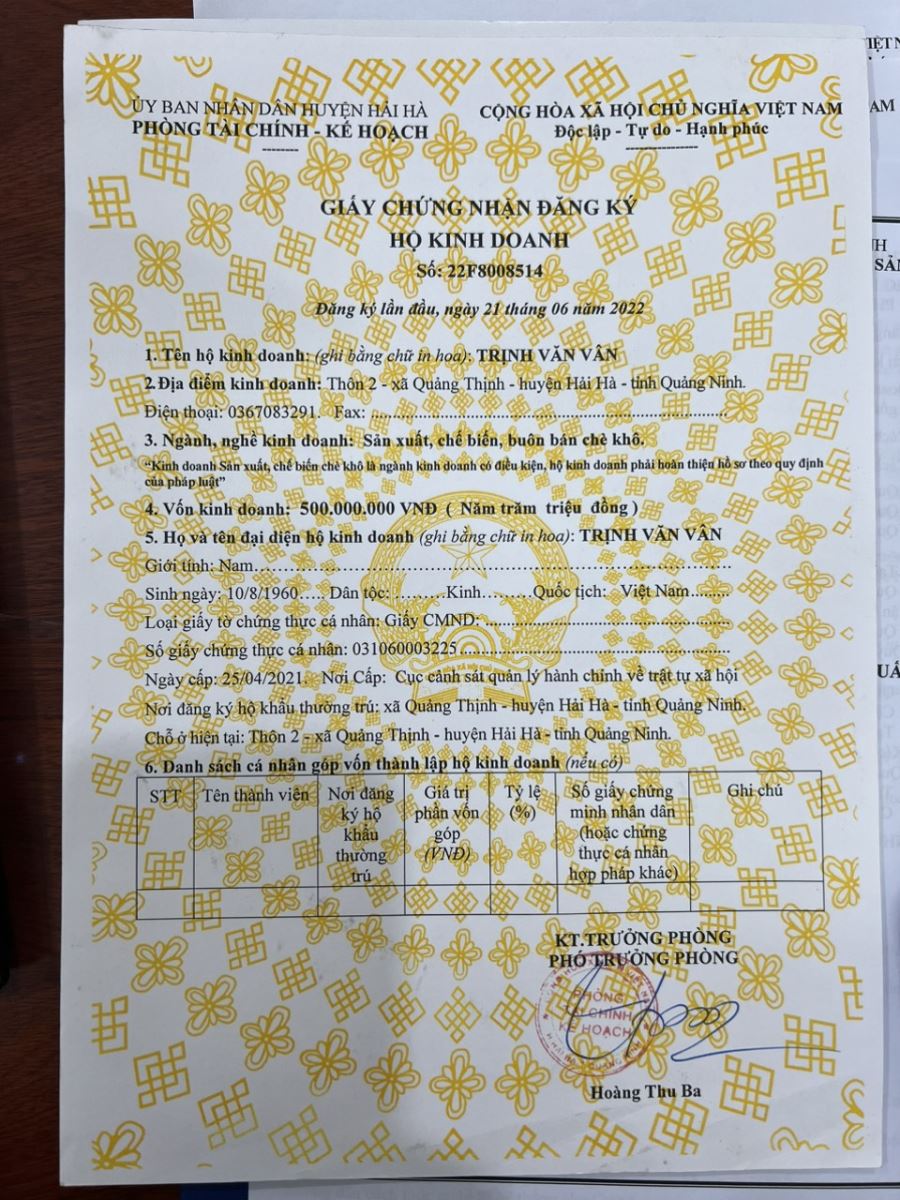 ỦY BAN NHÂN DÂN HUYỆN HẢI HÀ
PHÒNG TÀI CHÍNH - KẾ HOẠCH
--------
CỘNG HÒA XÃ HỘI CHỦ NGHĨA VIỆT NAM
Độc lập - Tự do - Hạnh phúc
----------------
GIẤY CHỨNG NHẬN ĐĂNG KÝ
HỘ KINH DOANH
Số: 22F8008514
Đăng ký lần đầu, ngày 21 tháng 06 năm 2022
1. Tên hộ kinh doanh: (ghi bằng chữ in hoa): TRỊNH VĂN VÂN
2.Địa điểm kinh doanh: Thôn 2 - xã Quảng Thịnh - huyện Hải Hà - tỉnh Quảng Ninh.
Điện thoại: 0367083291. Fax: ................................................................
3. Ngành, nghề kinh doanh: Sản xuất, chế biến, buôn bán chè khô.
“Kinh doanh Sản xuất, chế biến chè khô là ngành kinh doanh có điều kiện, hộ kinh doanh phải hoàn thiện hồ sơ theo quy định
của pháp luật”
4. Vốn kinh doanh: 500.000.000 VNĐ ( Năm trăm triệu đồng )
5. Họ và tên đại diện hộ kinh doanh (ghi bằng chữ in hoa): TRỊNH VĂN VÂN
Giới tính: Nam................................................................................
Sinh ngày: 10/8/1960..... Dân tộc: .........Kinh.........Quốc tịch: Việt Nam.......
Loại giấy tờ chứng thực cá nhân: Giấy CMND: ............................................
Số giấy chứng thực cá nhân: 031060003225................................................
Ngày cấp: 25/04/2021. Nơi Cấp: Cục cảnh sát quản lý hành chính về trật tự xã hội
Nơi đăng ký hộ khẩu thường trú: xã Quảng Thịnh - huyện Hải Hà - tỉnh Quảng Ninh.
Chỗ ở hiện tại: Thôn 2 - xã Quảng Thịnh - huyện Hải Hà - tỉnh Quảng Ninh.
6. Danh sách cá nhân góp vốn thành lập hộ kinh doanh (nếu có)
STT
Tên thành viên
Nơi đăng
ký hộ
khẩu
thường
trú
Giá trị
phần vốn
góp
(VNĐ)
Tỷ lệ
(%)
Số giấy chứng
minh nhân dân
(hoặc chứng
thực cá nhân
hợp pháp khác)
Ghi chú
KT.TRƯỞNG PHÒNG
PHÓ TRƯỞNG PHÒNG
PHÒNG
TÀI CHÍNH
KẾ HOẠCH
Hoàng Thu Ba